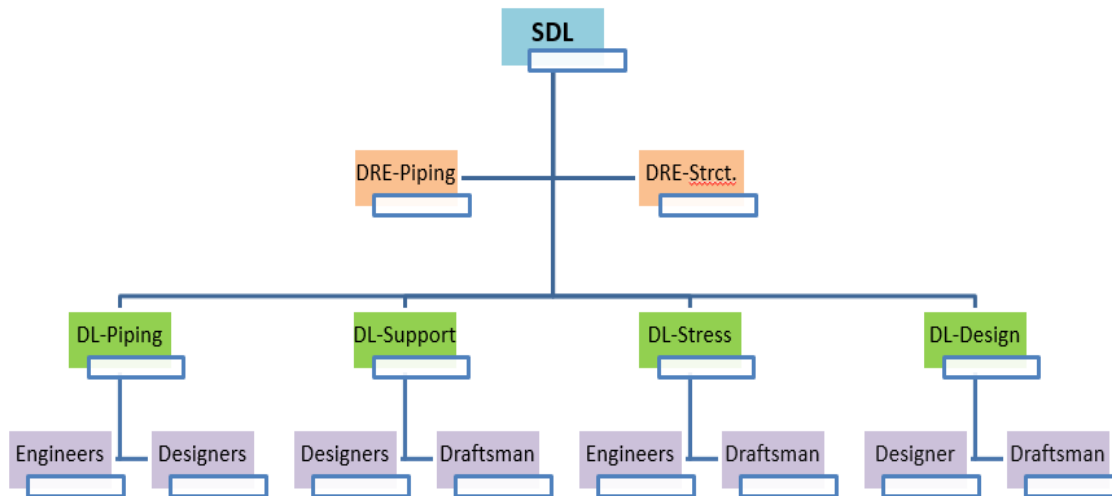 SDL
DRE-Piping
DRE-Strct.
DL-Piping
DL-Support
DL-Stress
DL-Design
Engineers
Designers
Designers
Draftsman
Engineers
Draftsman
Designer
Draftsman